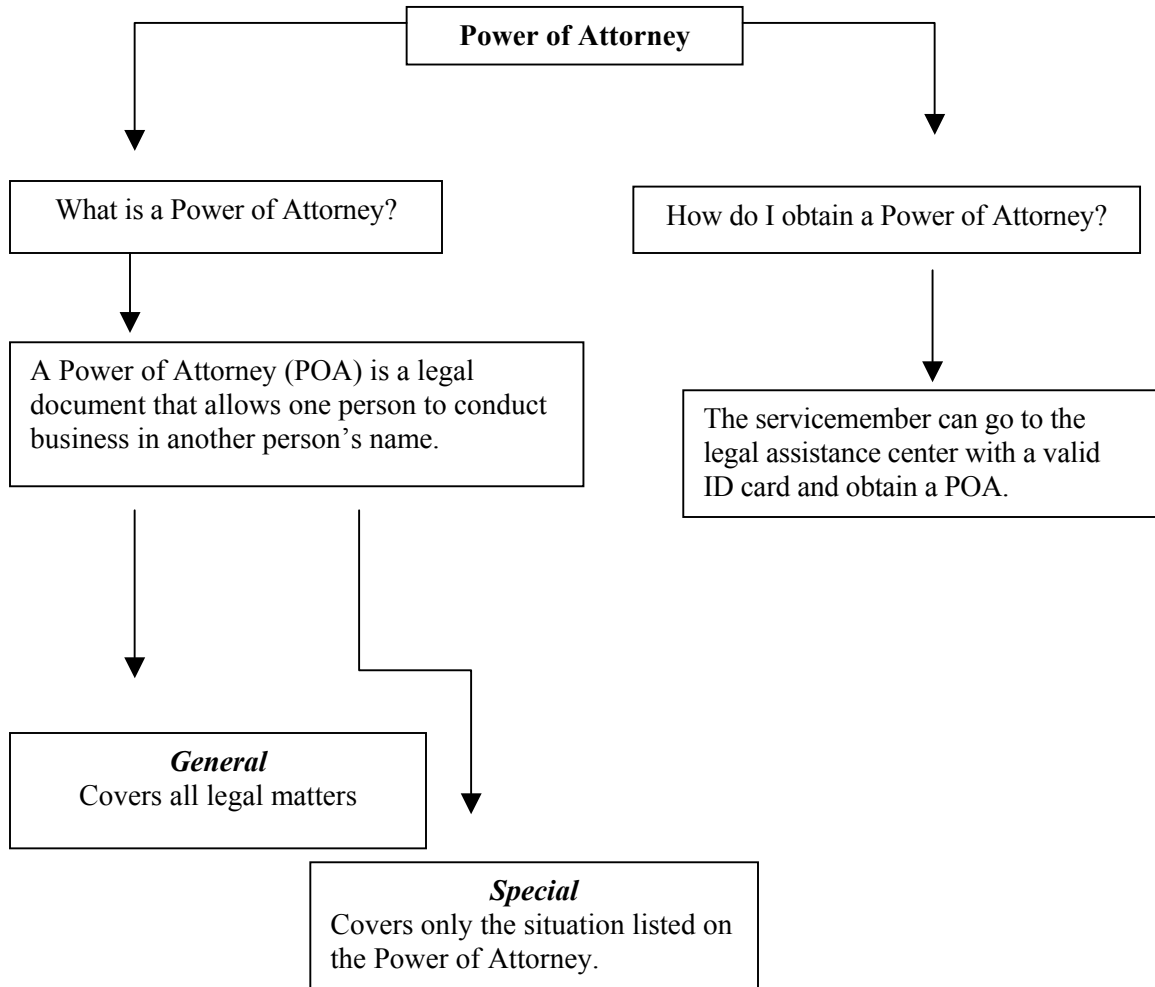 Power of Attorney
What is a Power of Attorney?
How do I obtain a Power of Attorney?
A Power of Attorney (POA) is a legal
document that allows one person to conduct
business in another person’s name.
The servicemember can go to the
legal assistance center with a valid
ID card and obtain a POA.
General
Covers all legal matters
Special
Covers only the situation listed on
the Power of Attorney.